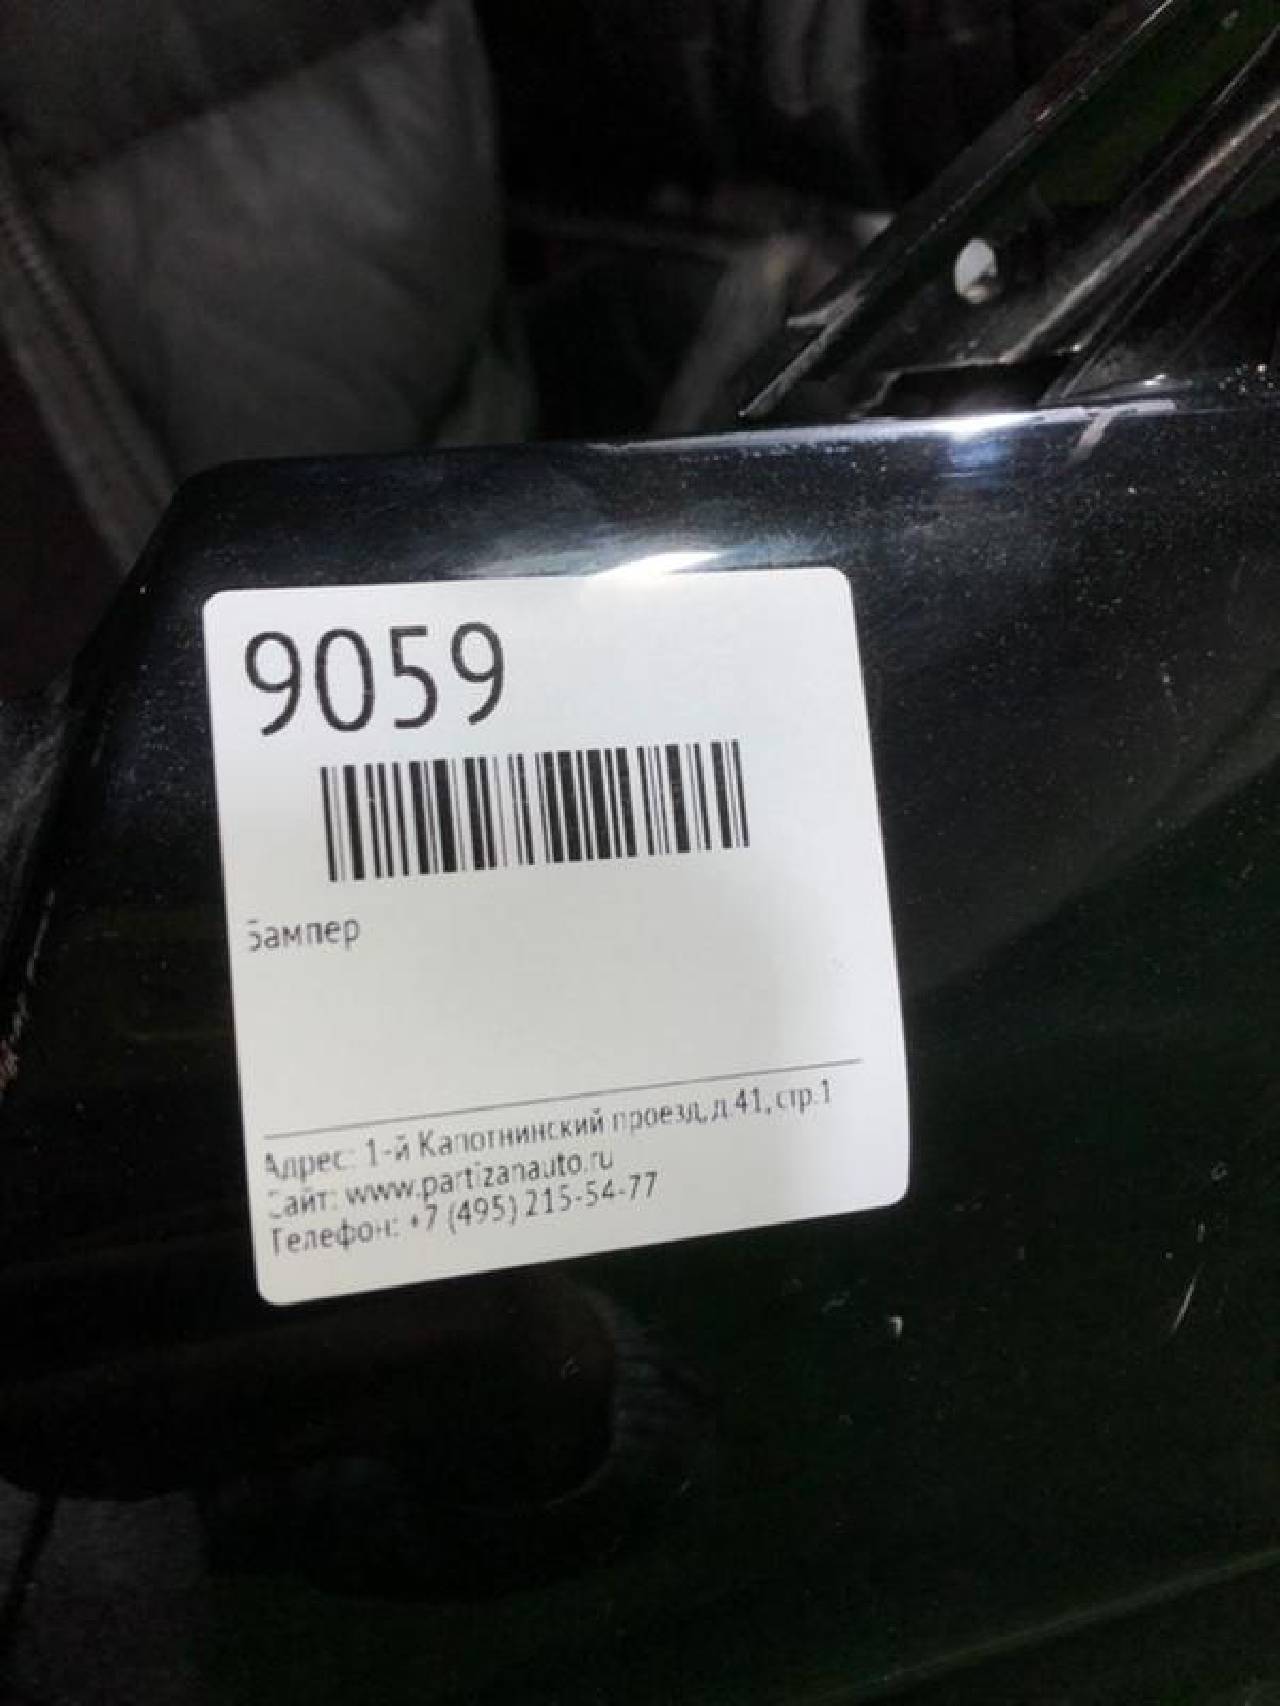 9059
Бампер
Адрес: 1-й Капотнинский проезд, д.41, стр.1
Сайт: www.partizanauto.ru
Телефон: +7 (495) 215-54-77